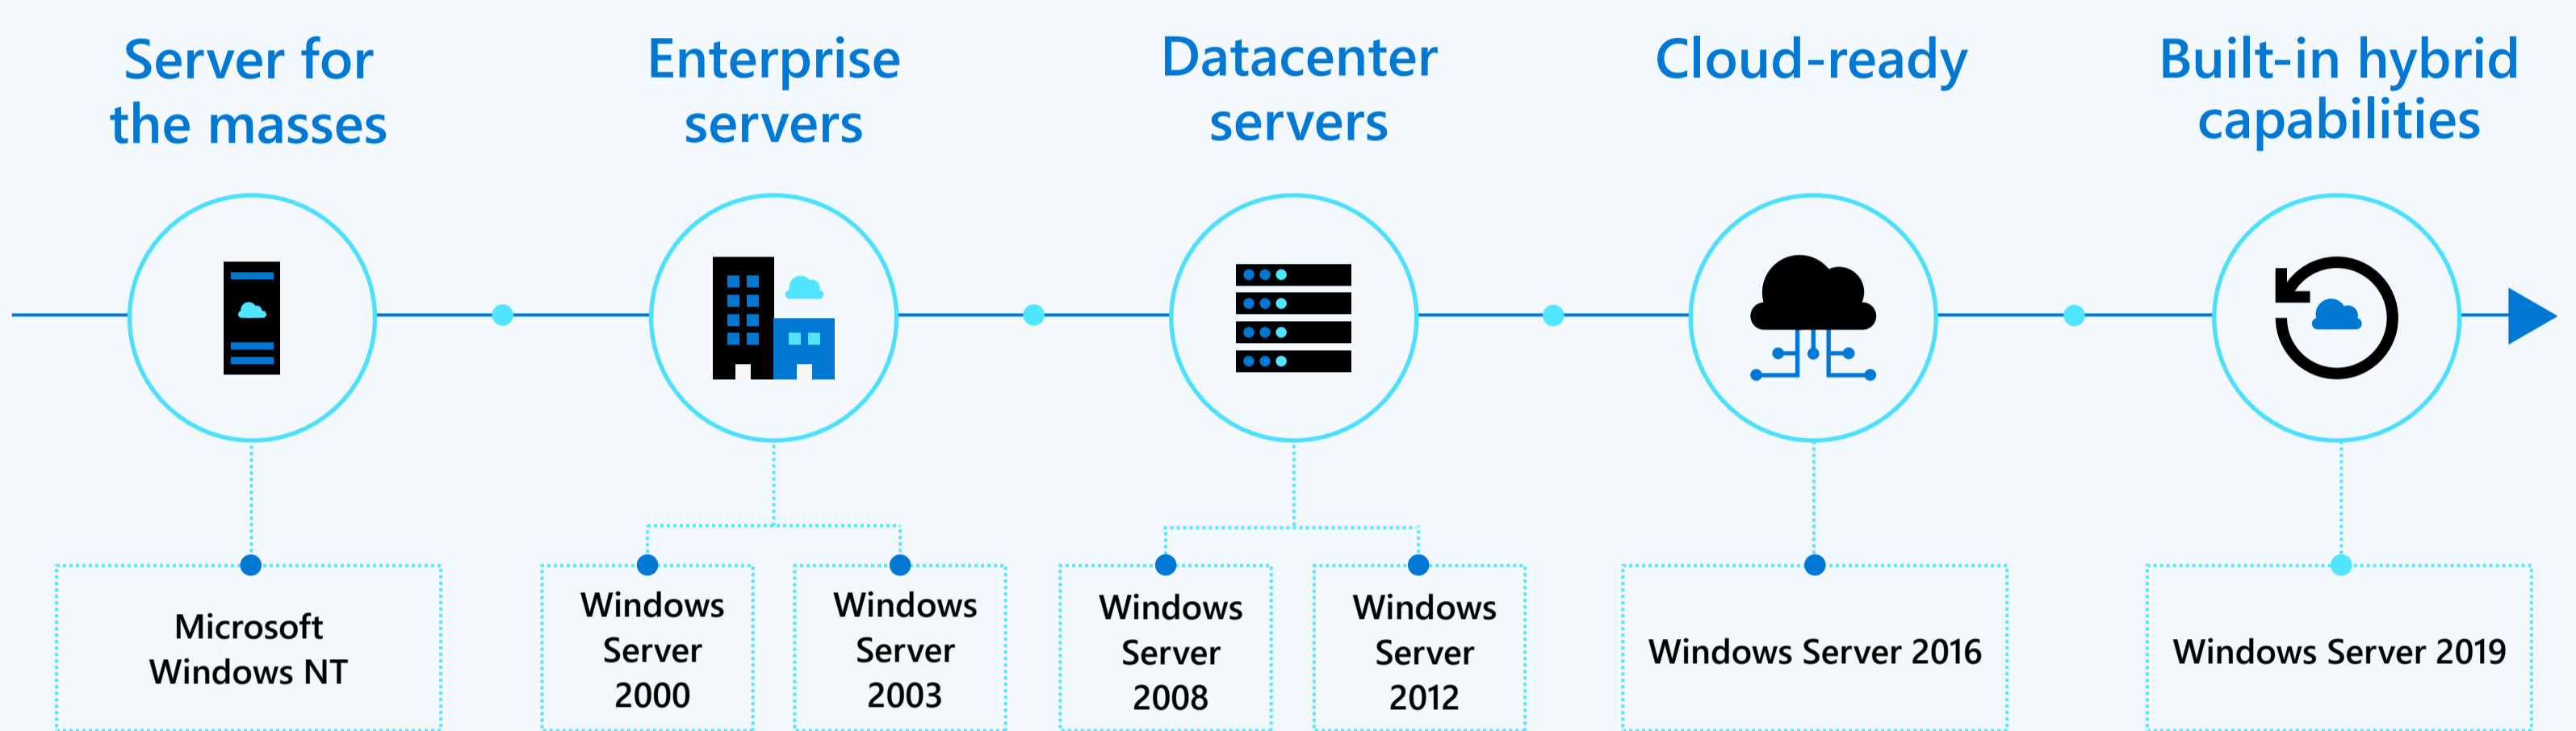 Server for
the masses
Enterprise
servers
Datacenter
servers
Cloud-ready
Built-in hybrid
capabilities
Microsoft
Windows NT
Windows
Server
2000
Windows
Server
2003
Windows
Server
2008
Windows
Server
2012
Windows Server 2016
Windows Server 2019